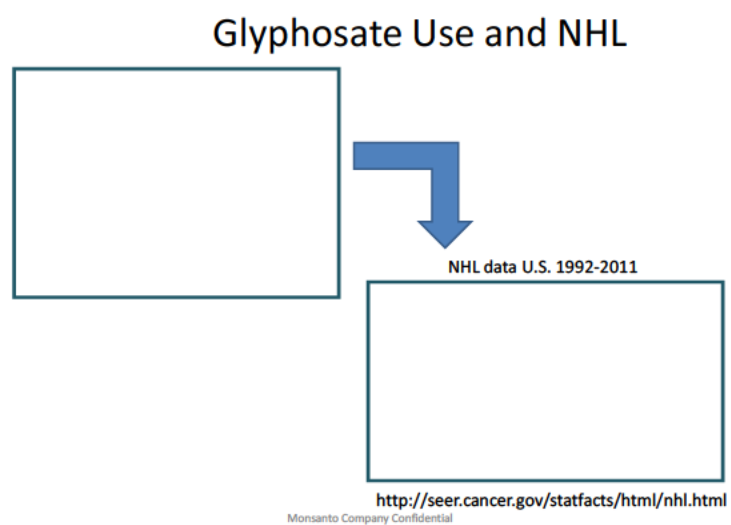 Glyphosate Use and NHL
NHL data U.S. 1992-2011
http://seer.cancer.gov/statfacts/html/nhl.html
Monsanto Company Confidential